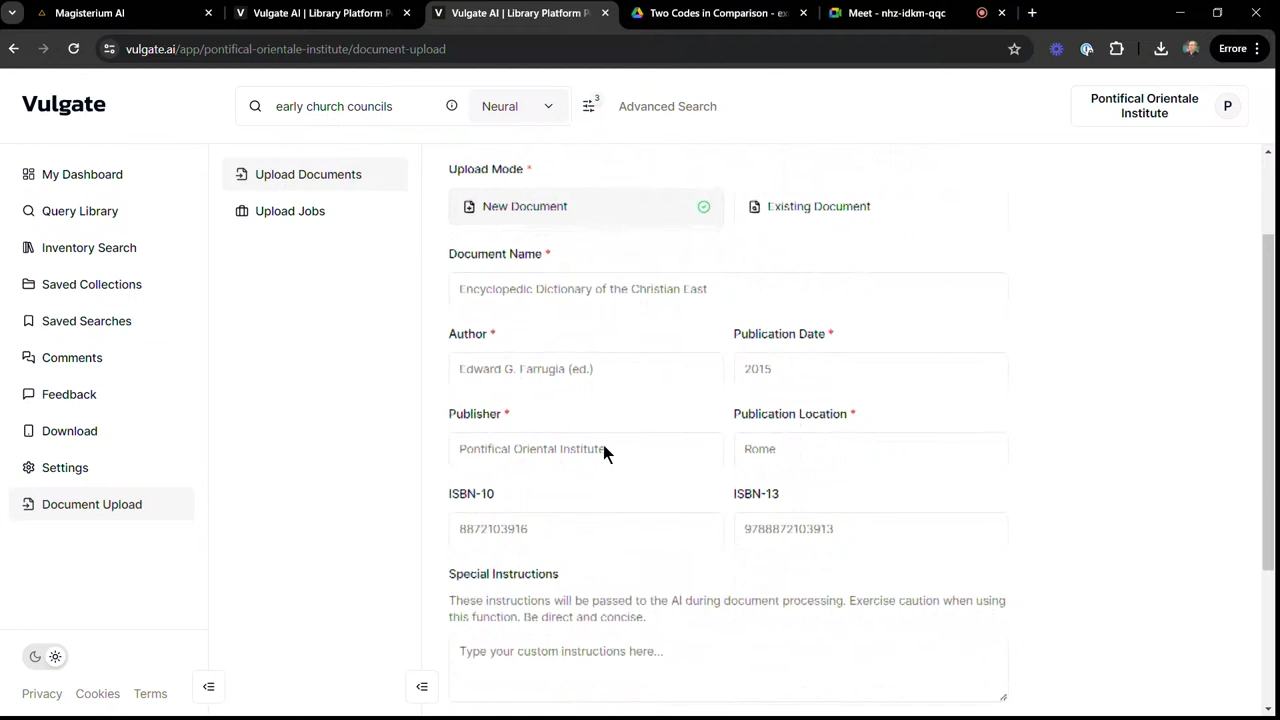 Magisterium AI
Vulgate AI | Library Platform P
Vulgate AI | Library Platform P
Two Codes in Comparison - ex
Meet - nhz-idkm-qqc
vulgate.ai/app/pontifical-orientale-institute/document-upload
Errore
Vulgate
early church councils
Neural
3
Advanced Search
Pontifical Orientale
Institute
P
My Dashboard
Query Library
Inventory Search
Saved Collections
Saved Searches
Comments
Feedback
Download
Settings
Document Upload
Privacy Cookies Terms
Upload Documents
Upload Jobs
Upload Mode *
New Document
Existing Document
Document Name *
Encyclopedic Dictionary of the Christian East
Author *
Publication Date *
Edward G. Farrugia (ed.)
2015
Publisher *
Publication Location *
Pontifical Oriental Institute
Rome
ISBN-10
ISBN-13
8872103916
9788872103913
Special Instructions
These instructions will be passed to the AI during document processing. Exercise caution when using
this function. Be direct and concise.
Type your custom instructions here...